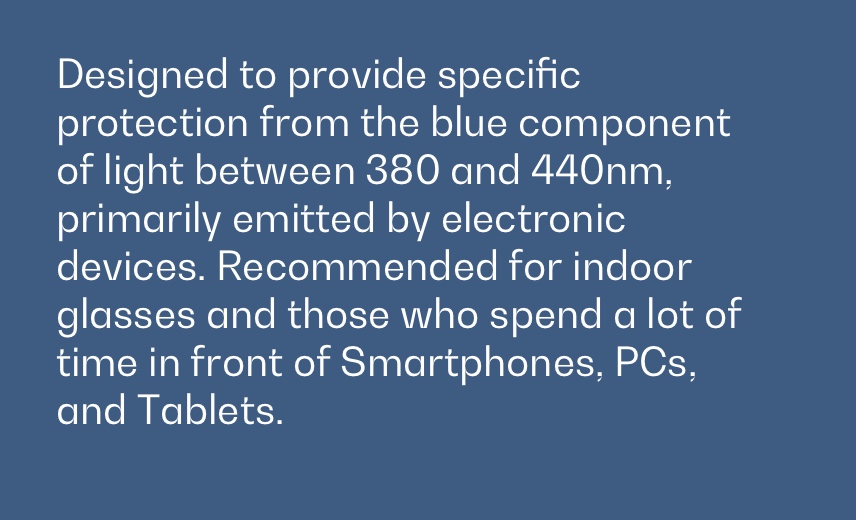 Designed to provide specific
protection from the blue component
of light between 380 and 440nm,
primarily emitted by electronic
devices. Recommended for indoor
glasses and those who spend a lot of
time in front of Smartphones, PCs,
and Tablets.